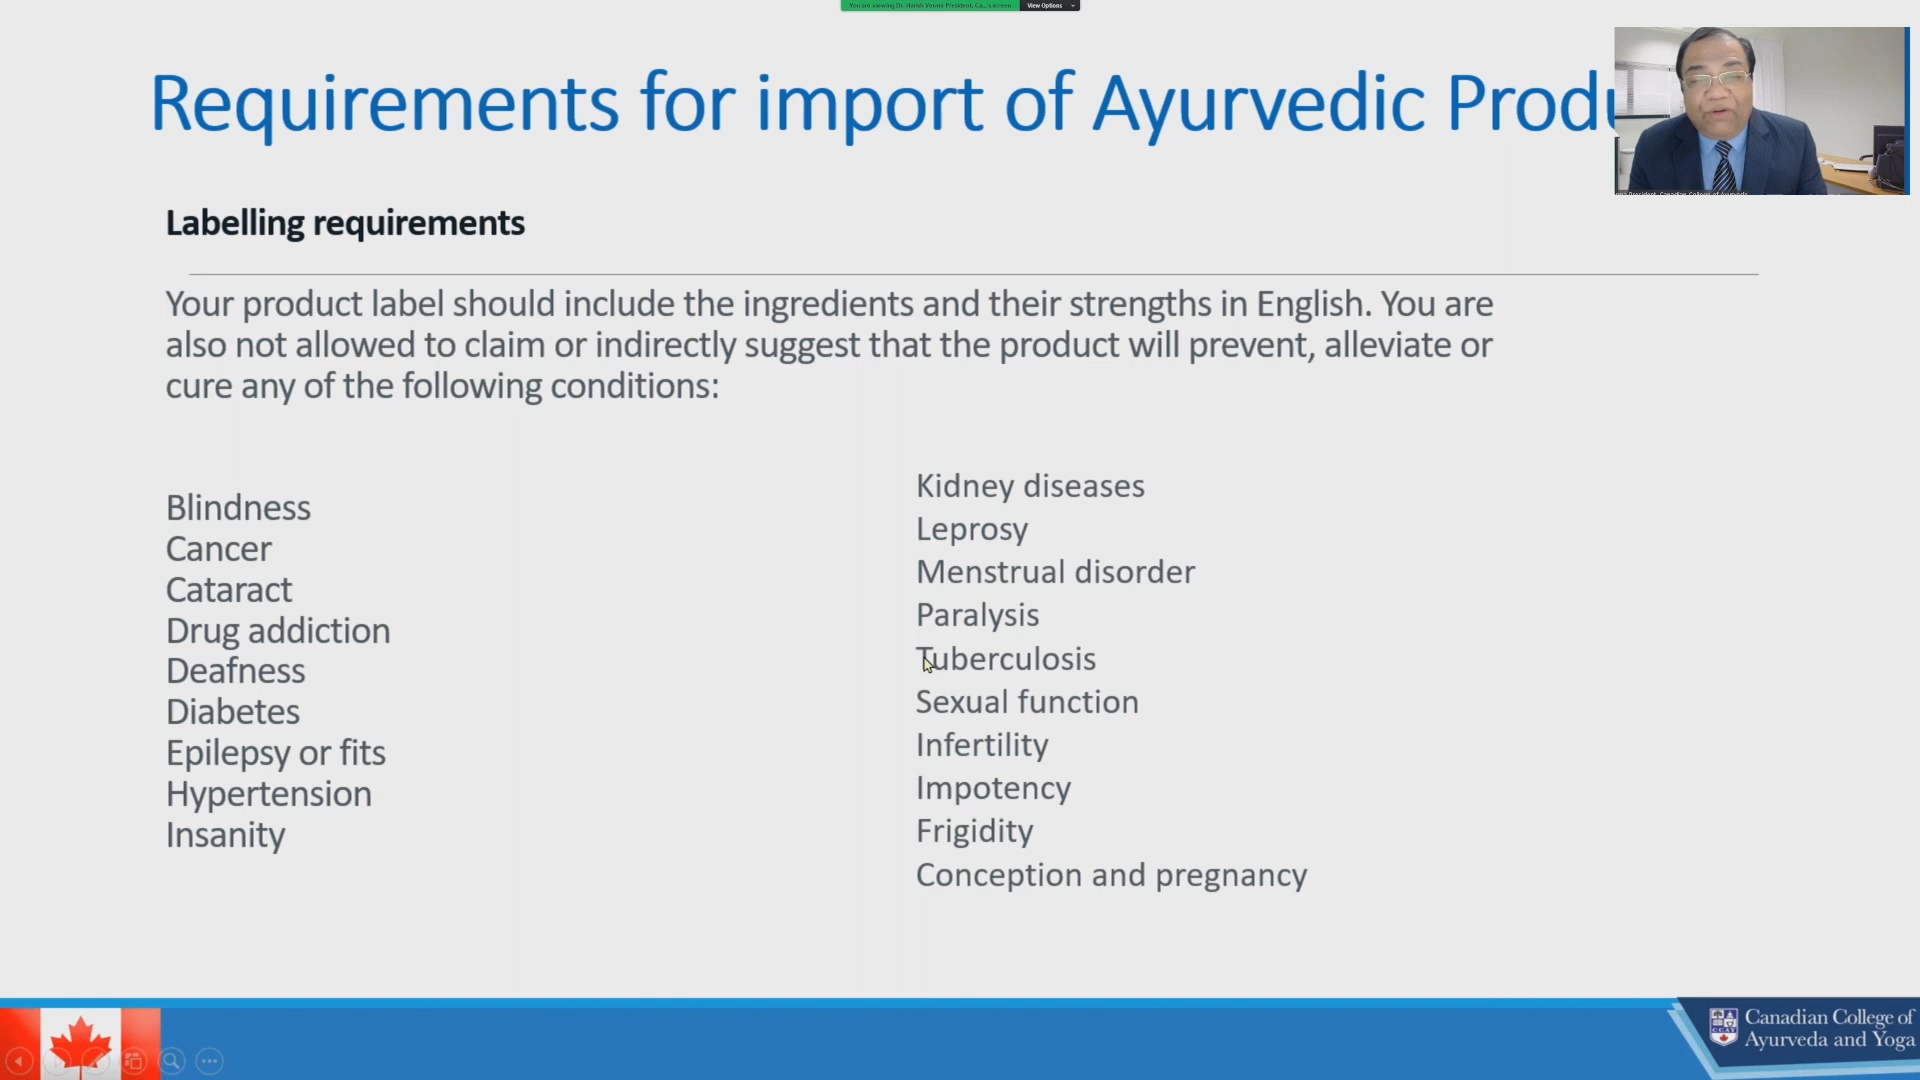 You are viewing Dr. Harish Verma President, Ca...'s screen
View Options
Requirements for import of Ayurvedic Produ
Labelling requirements
Your product label should include the ingredients and their strengths in English. You are
also not allowed to claim or indirectly suggest that the product will prevent, alleviate or
cure any of the following conditions:
Blindness
Cancer
Cataract
Drug addiction
Deafness
Diabetes
Epilepsy or fits
Hypertension
Insanity
Kidney diseases
Leprosy
Menstrual disorder
Paralysis
Tuberculosis
Sexual function
Infertility
Impotency
Frigidity
Conception and pregnancy
Canadian College of
Ayurveda and Yoga